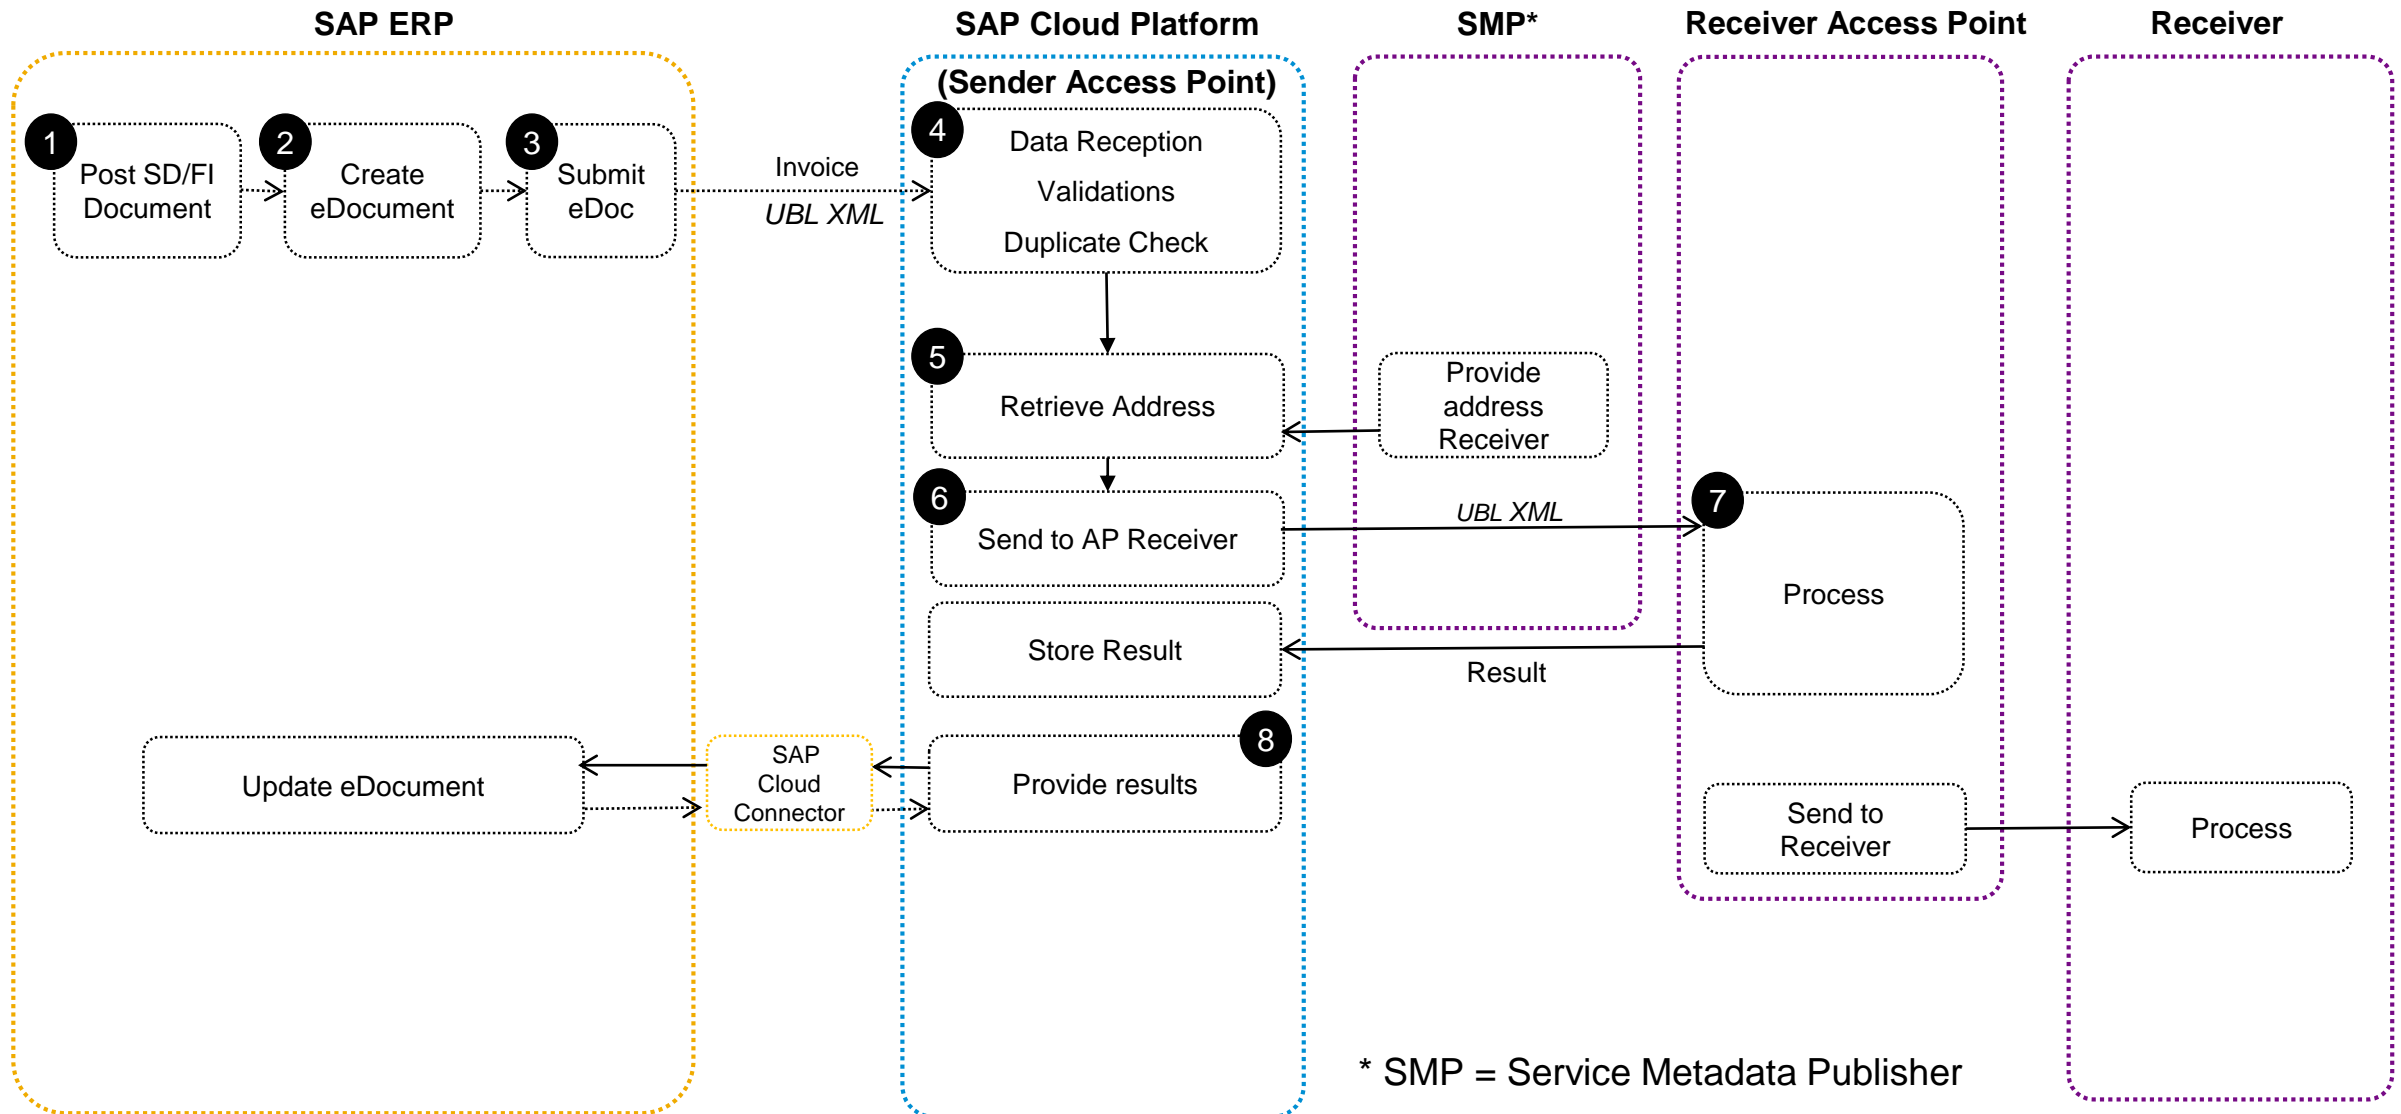 SAP ERP
SAP Cloud Platform
(Sender Access Point)
SMP*
Receiver Access Point
Receiver
1
Post SD/FI
Document
2
Create
eDocument
3
Submit
eDoc
Invoice
UBL XML
4
Data Reception
Validations
Duplicate Check
5
Retrieve Address
Provide
address
Receiver
6
Send to AP Receiver
UBL XML
7
Process
Store Result
Result
Update eDocument
SAP
Cloud
Connector
8
Provide results
Send to
Receiver
Process
* SMP = Service Metadata Publisher